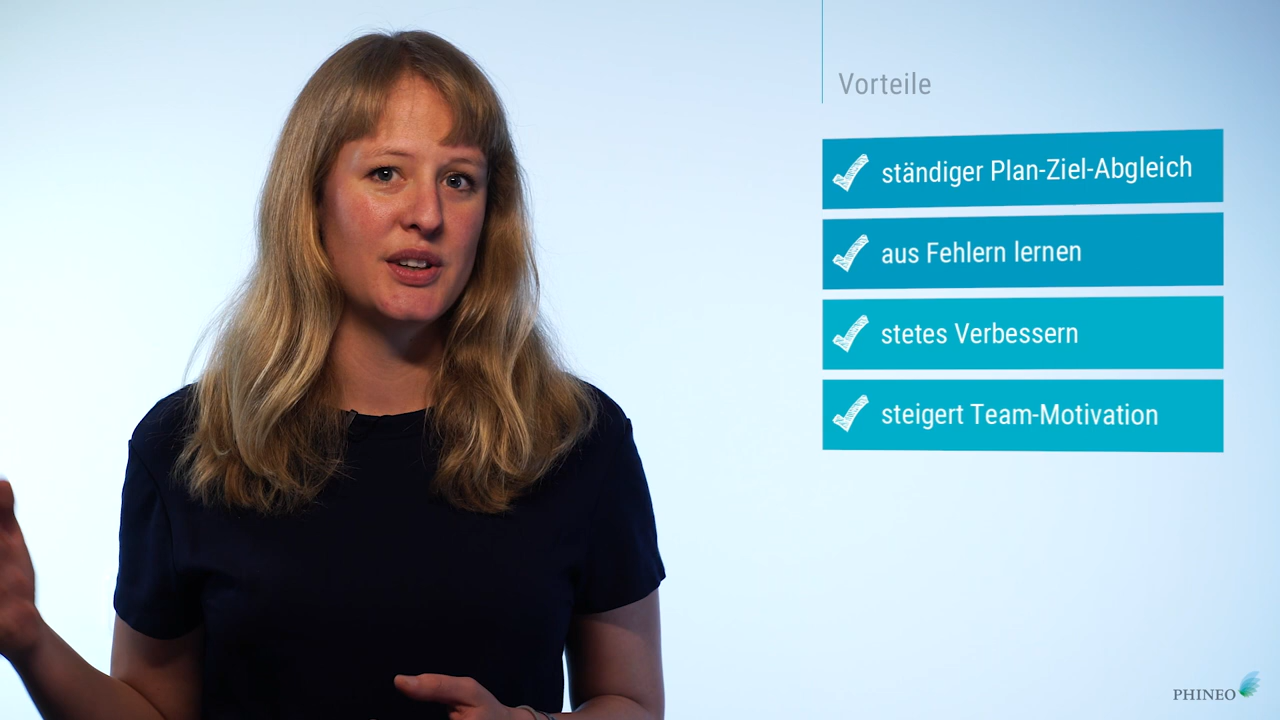 Vorteile
ständiger Plan-Ziel-Abgleich
aus Fehlern lernen
stetes Verbessern
steigert Team-Motivation
PHINEO